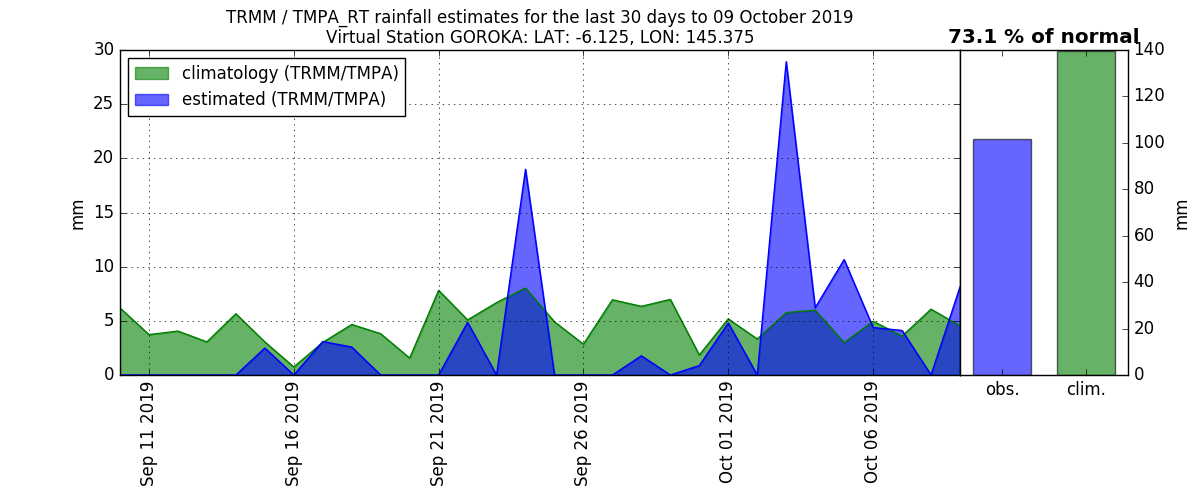 TRMM / TMPA_RT rainfall estimates for the last 30 days to 09 October 2019
Virtual Station GOROKA: LAT: -6.125, LON: 145.375
73.1 % of normal
climatology (TRMM/TMPA)
estimated (TRMM/TMPA)
30
25
20
15
10
5
0
mm
Sep 11 2019
Sep 16 2019
Sep 21 2019
Sep 26 2019
Oct 01 2019
Oct 06 2019
obs.
clim.
140
120
100
80
60
40
20
0
mm